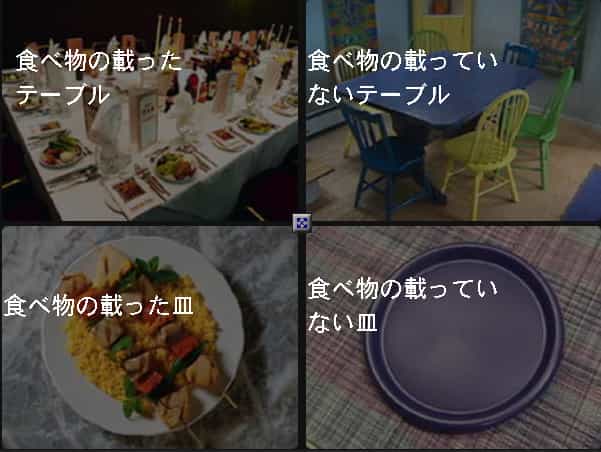 食べ物の載った
テーブル
食べ物の載ってい
ないテーブル
食べ物の載った皿
食べ物の載ってい
ない皿